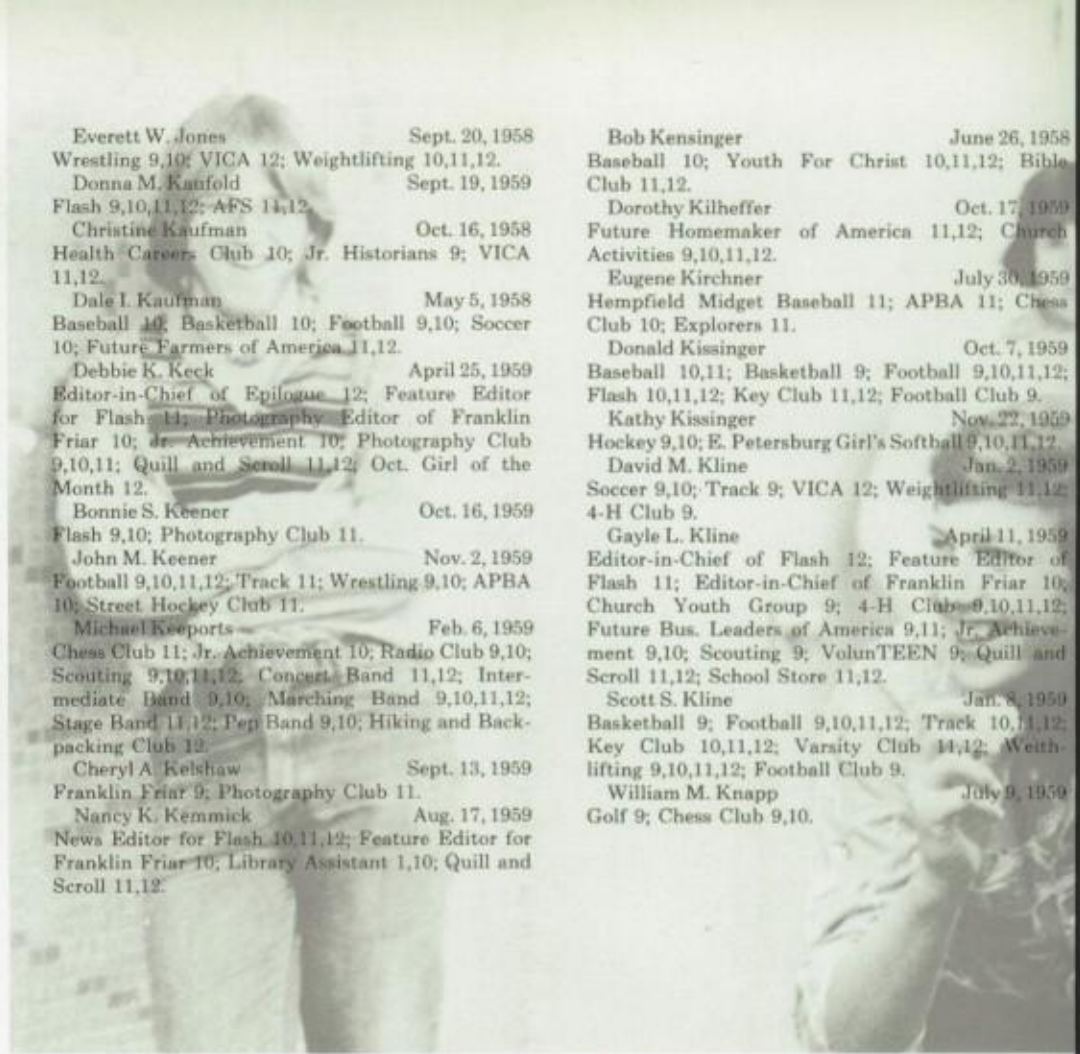 Everett W. Jones Sept. 20, 1958
Wrestling 9,10; VICA 12; Weightlifting 10,11,12.
Donna M. Kaufold Sept. 19, 1959
Flash 9,10,11,12; AFS 11,12.
Christine Kaufman Oct. 16, 1958
Health Careers Club 10; Jr. Historians 9; VICA
11,12.
Dale I. Kaufman May 5, 1958
Baseball 10; Basketball 10; Football 9,10; Soccer
10; Future Farmers of America 11,12.
Debbie K. Keck April 25, 1959
Editor-in-Chief of Epilogue 12; Feature Editor
for Flash 11; Photography Editor of Franklin
Friar 10; Jr. Achievement 10; Photography Club
9,10,11; Quill and Scroll 11,12; Oct. Girl of the
Month 12.
Bonnie S. Keener Oct. 16, 1959
Flash 9,10; Photography Club 11.
John M. Keener Nov. 2, 1959
Football 9,10,11,12; Track 11; Wrestling 9,10; APBA
10; Street Hockey Club 11.
Michael Keeports Feb. 6, 1959
Chess Club 11; Jr. Achievement 10; Radio Club 9,10;
Scouting 9,10,11,12; Concert Band 11,12; Inter-
mediate Band 9,10; Marching Band 9,10,11,12;
Stage Band 11,12; Pep Band 9,10; Hiking and Back-
packing Club 12.
Cheryl A. Kelshaw Sept. 13, 1959
Franklin Friar 9; Photography Club 11.
Nancy K. Kemmick Aug. 17, 1959
News Editor for Flash 10,11,12; Feature Editor for
Franklin Friar 10; Library Assistant 1,10; Quill and
Scroll 11,12.
Bob Kensinger June 26, 1958
Baseball 10; Youth For Christ 10,11,12; Bible
Club 11,12.
Dorothy Kilheffer Oct. 17, 1959
Future Homemaker of America 11,12; Church
Activities 9,10,11,12.
Eugene Kirchner July 30, 1959
Hempfield Midget Baseball 11; APBA 11; Chess
Club 10; Explorers 11.
Donald Kissinger Oct. 7, 1959
Baseball 10,11; Basketball 9; Football 9,10,11,12;
Flash 10,11,12; Key Club 11,12; Football Club 9.
Kathy Kissinger Nov. 22, 1959
Hockey 9,10; E. Petersburg Girl's Softball 9,10,11,12.
David M. Kline Jan. 2, 1959
Soccer 9,10; Track 9; VICA 12; Weightlifting 11,12;
4-H Club 9.
Gayle L. Kline April 11, 1959
Editor-in-Chief of Flash 12; Feature Editor of
Flash 11; Editor-in-Chief of Franklin Friar 10;
Church Youth Group 9; 4-H Club 9,10,11,12;
Future Bus. Leaders of America 9,11; Jr. Achieve-
ment 9,10; Scouting 9; VolunTEEN 9; Quill and
Scroll 11,12; School Store 11,12.
Scott S. Kline Jan. 8, 1959
Basketball 9; Football 9,10,11,12; Track 10,11,12;
Key Club 10,11,12; Varsity Club 11,12; Weith-
lifting 9,10,11,12; Football Club 9.
William M. Knapp July 9, 1959
Golf 9; Chess Club 9,10.